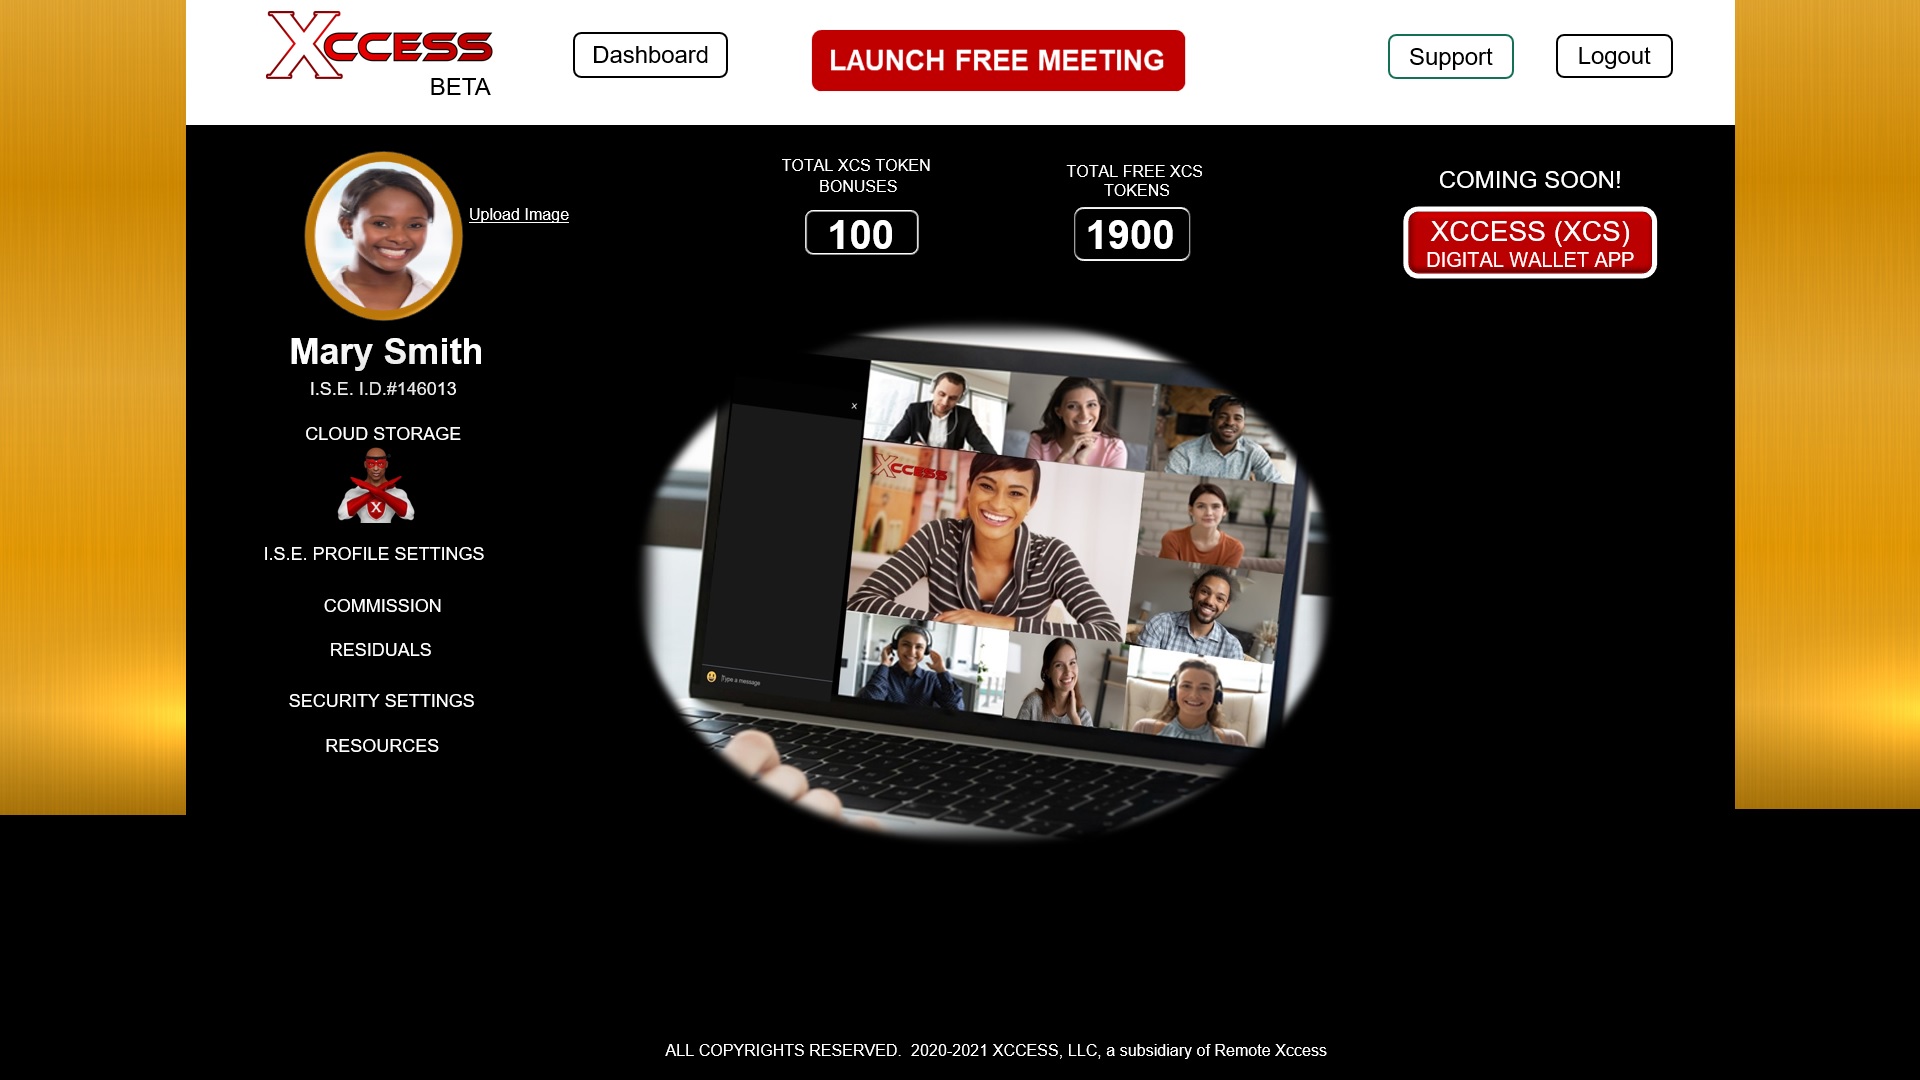 XCCESS
BETA
Dashboard
LAUNCH FREE MEETING
Support
Logout
Upload Image
TOTAL XCS TOKEN
BONUSES
100
TOTAL FREE XCS
TOKENS
1900
COMING SOON!
XCCESS (XCS)
DIGITAL WALLET APP
Mary Smith
I.S.E. I.D.#146013
CLOUD STORAGE
X
I.S.E. PROFILE SETTINGS
COMMISSION
RESIDUALS
SECURITY SETTINGS
RESOURCES
x
XCCESS
Type a message
ALL COPYRIGHTS RESERVED.  2020-2021 XCCESS, LLC, a subsidiary of Remote Xccess